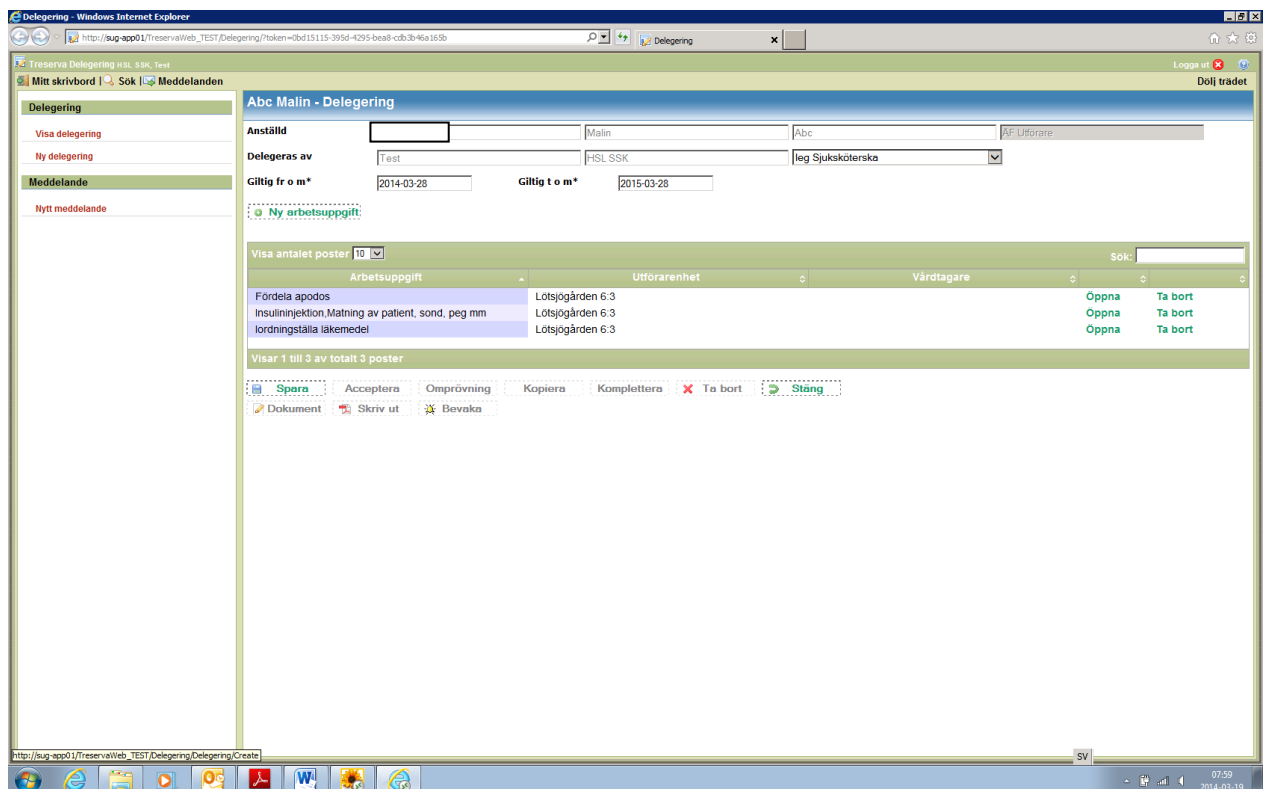 Delegering - Windows Internet Explorer
http://sug-app01/TreservaWeb_TEST/Delegering/?token=0bd15115-395d-4295-bea8-cdb3b46a165b
Delegering
Treserva Delegering HSL SSK, Test
Logga ut
Mitt skrivbord | Sök | Meddelanden
Dölj trädet
Delegering
Visa delegering
Ny delegering
Meddelande
Nytt meddelande
Abc Malin - Delegering
Anställd Malin Abc ÄF Utförare
Delegeras av Test HSL SSK leg Sjuksköterska
Giltig fr o m* 2014-03-28 Giltig t o m* 2015-03-28
Ny arbetsuppgift
Visa antalet poster 10 Sök:
Arbetsuppgift Utförarenhet Vårdtagare
Fördela apodos Lötsjögården 6:3 Öppna Ta bort
Insulininjektion,Matning av patient, sond, peg mm Lötsjögården 6:3 Öppna Ta bort
Iordningställa läkemedel Lötsjögården 6:3 Öppna Ta bort
Visar 1 till 3 av totalt 3 poster
Spara Acceptera Omprövning Kopiera Komplettera Ta bort Stäng
Dokument Skriv ut Bevaka
http://sug-app01/TreservaWeb_TEST/Delegering/Delegering/Create
SV
07:59
2014-03-19